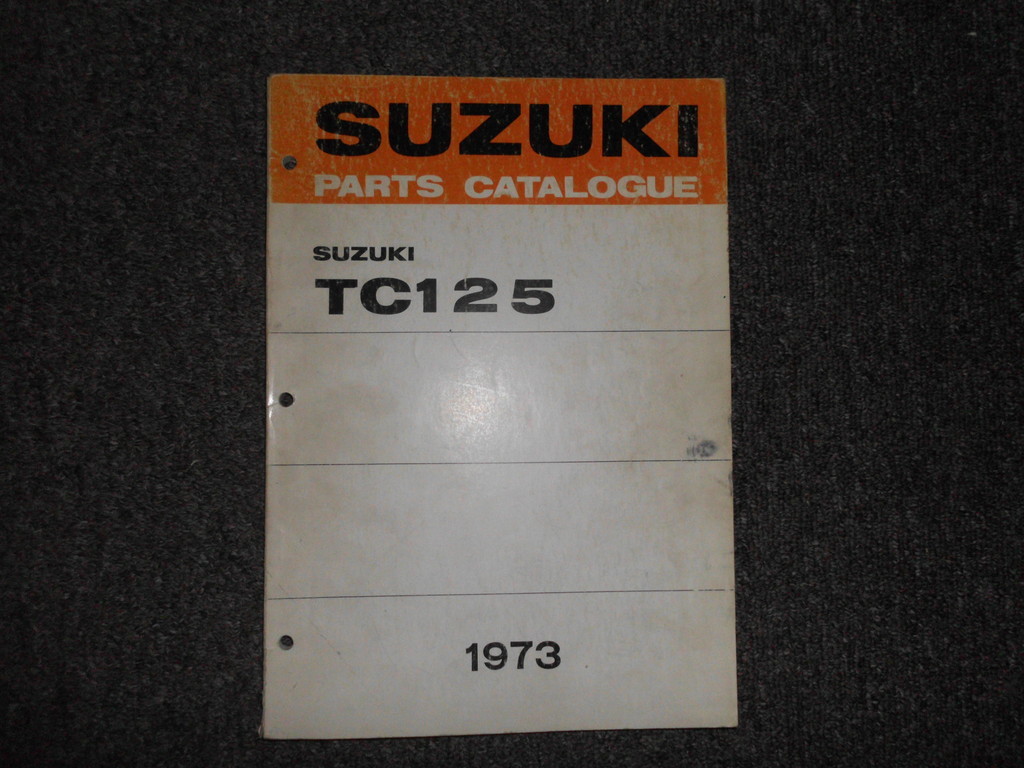 SUZUKI
PARTS CATALOGUE
SUZUKI
TC125
1973